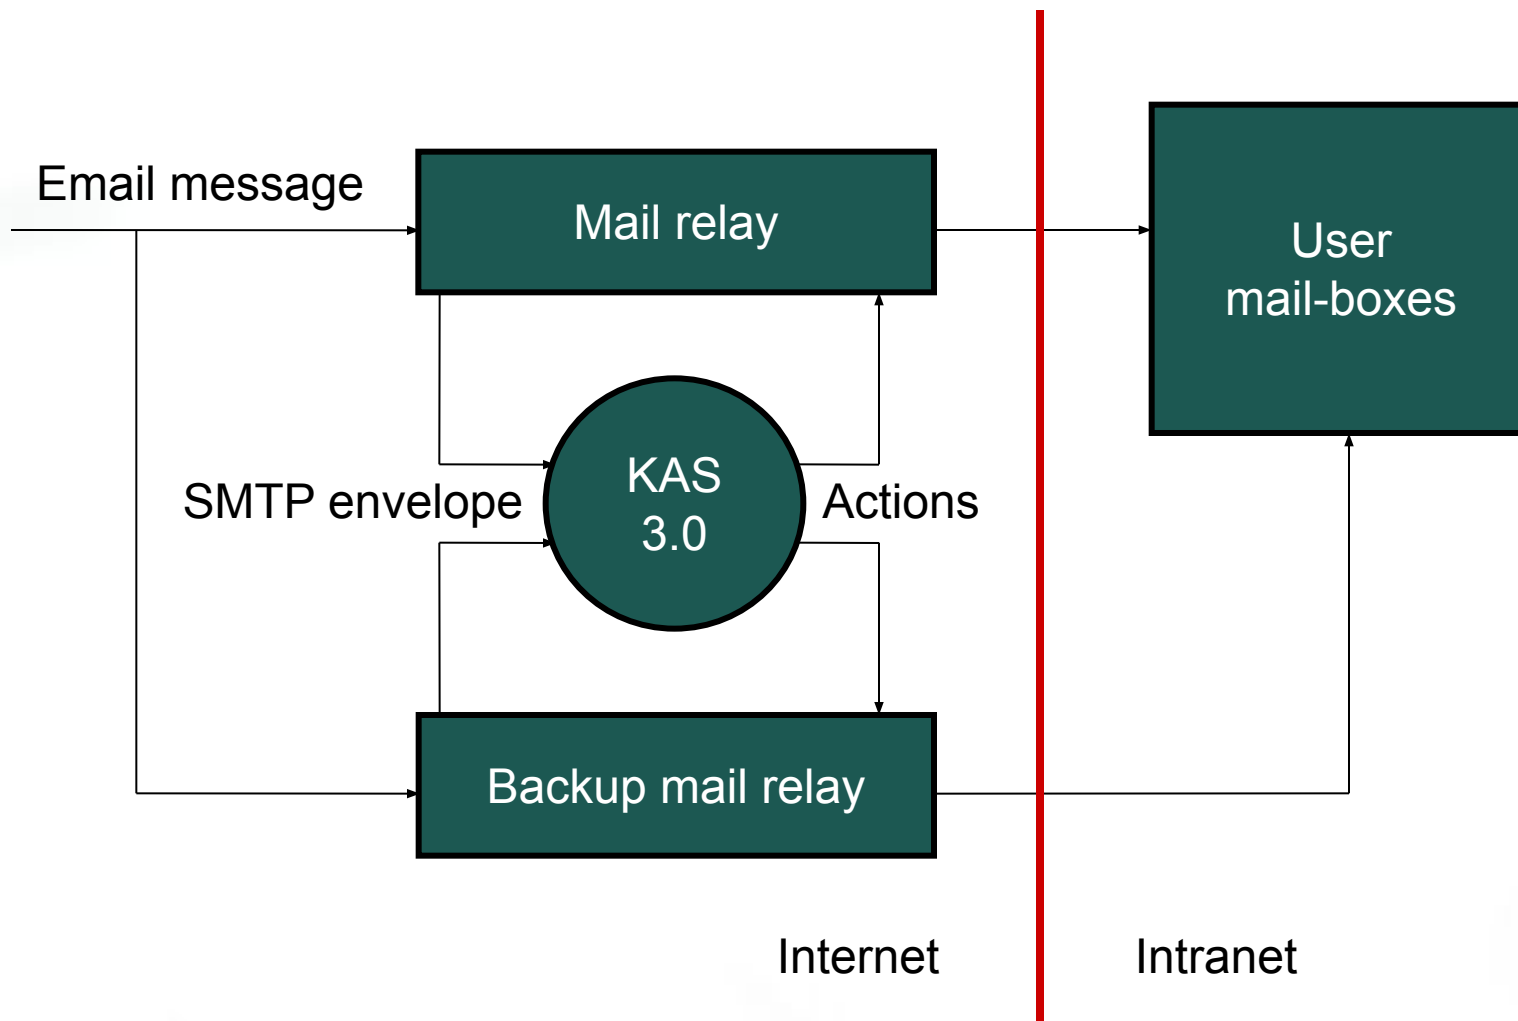 Email message
Mail relay
User
mail-boxes
KAS
3.0
SMTP envelope
Actions
Backup mail relay
Internet
Intranet